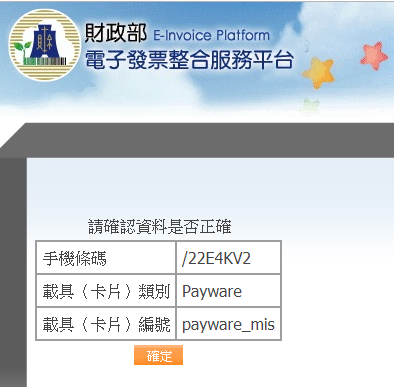 財政部 E-Invoice Platform
電子發票整合服務平台
請確認資料是否正確
手機條碼 /22E4KV2
載具（卡片）類別 Payware
載具（卡片）編號 payware_mis
確定